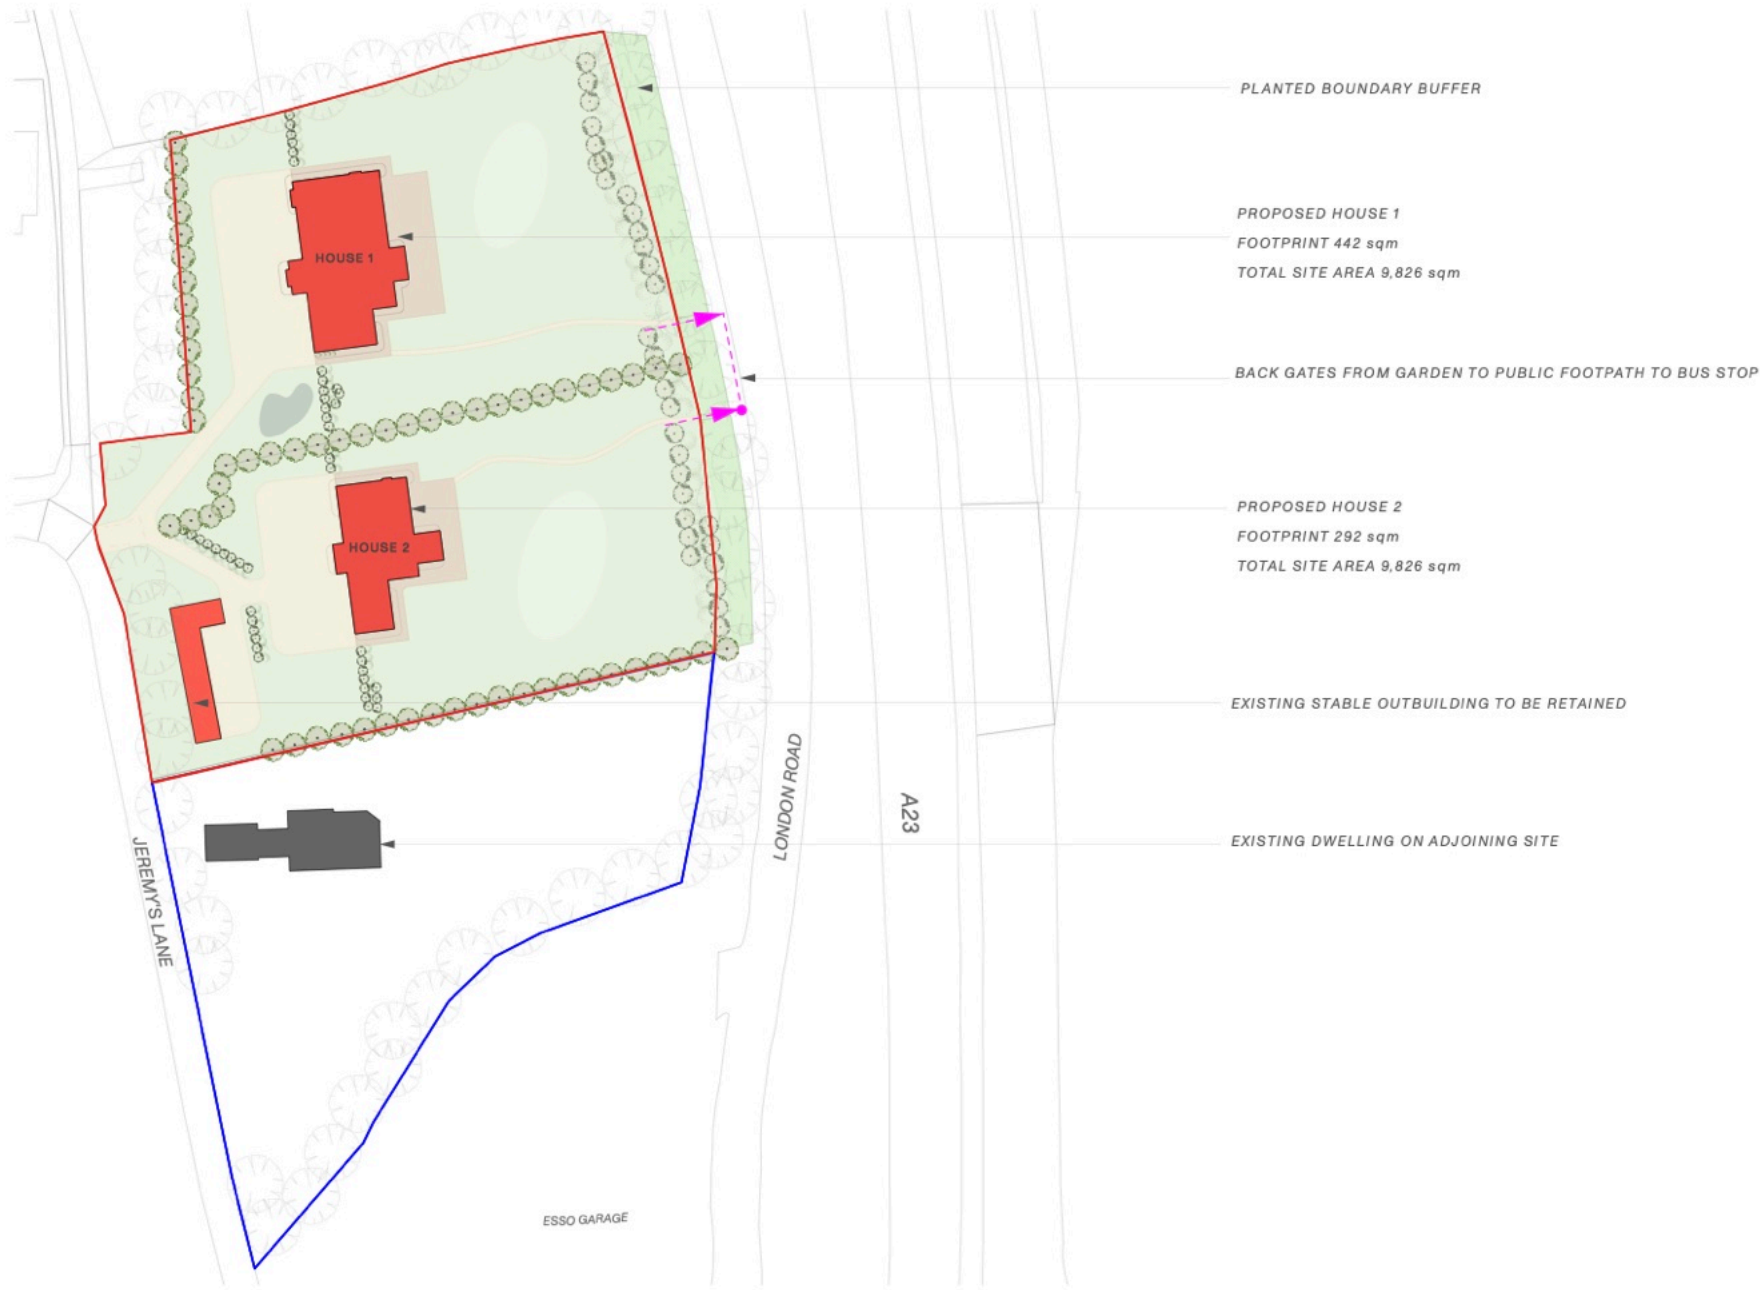 PLANTED BOUNDARY BUFFER
PROPOSED HOUSE 1
FOOTPRINT 442 sqm
TOTAL SITE AREA 9,826 sqm
HOUSE 1
BACK GATES FROM GARDEN TO PUBLIC FOOTPATH TO BUS STOP
PROPOSED HOUSE 2
FOOTPRINT 292 sqm
TOTAL SITE AREA 9,826 sqm
HOUSE 2
EXISTING STABLE OUTBUILDING TO BE RETAINED
LONDON ROAD
A23
EXISTING DWELLING ON ADJOINING SITE
JEREMY'S LANE
ESSO GARAGE